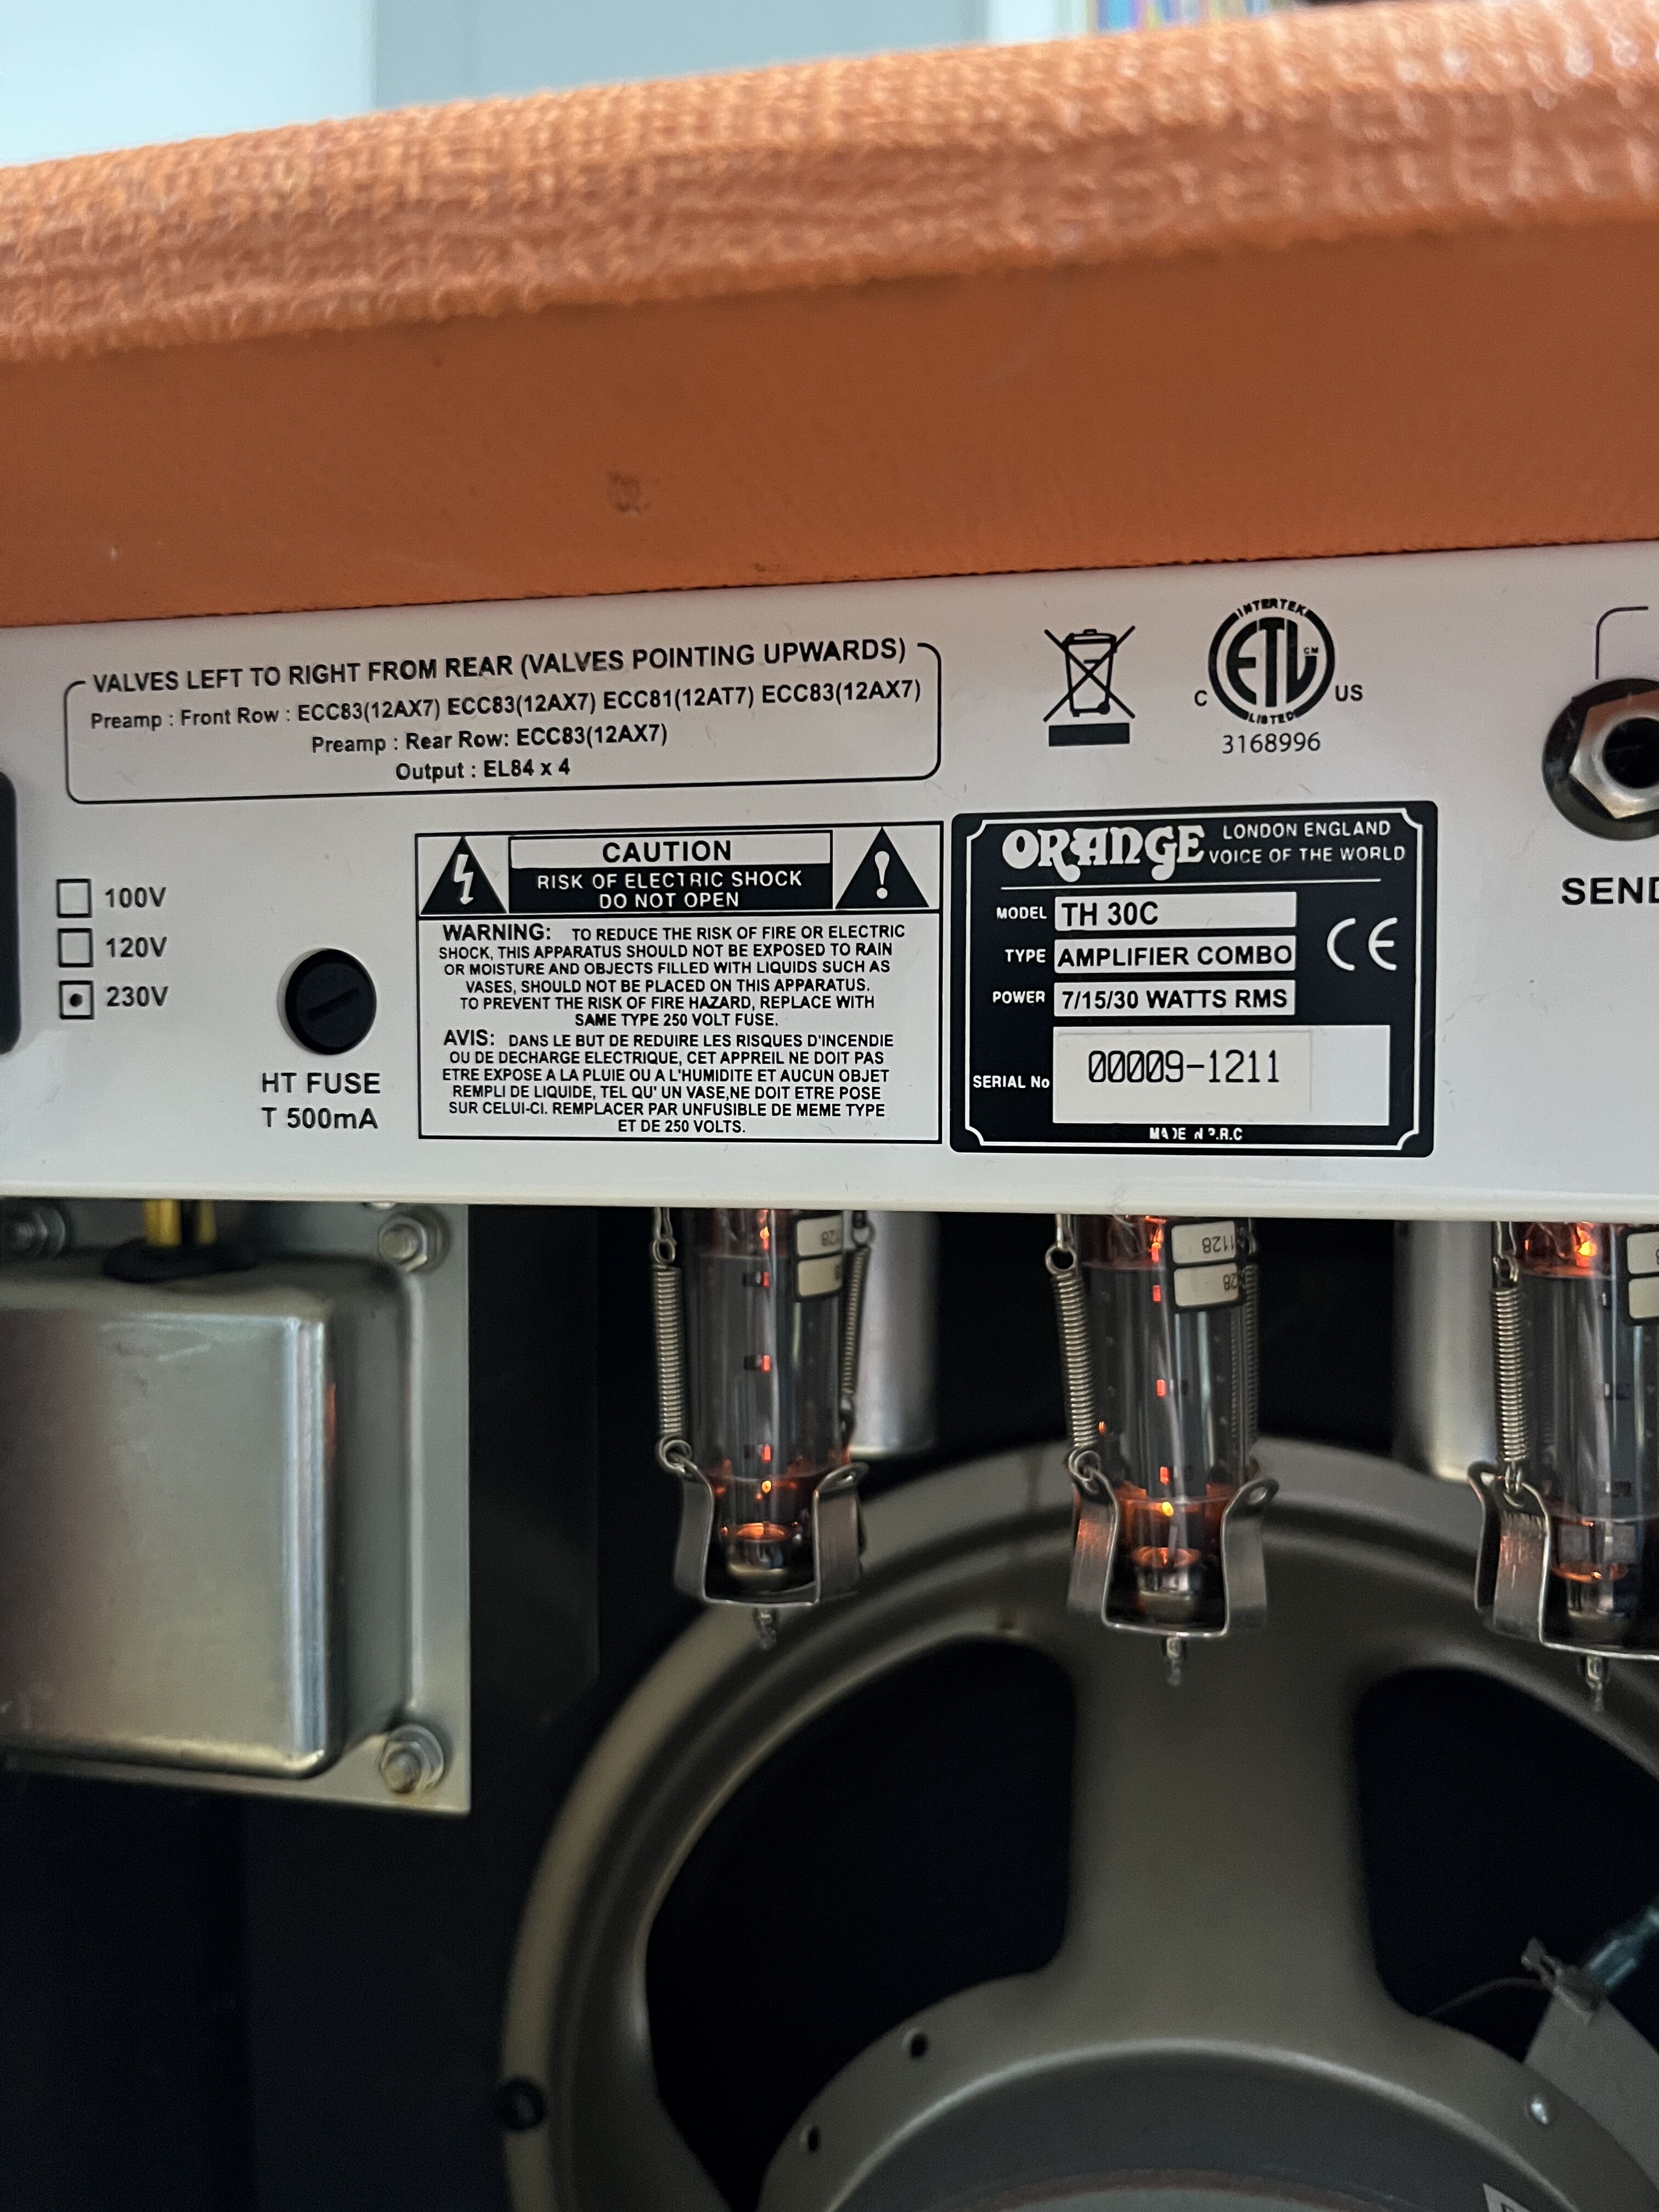 VALVES LEFT TO RIGHT FROM REAR (VALVES POINTING UPWARDS)
Preamp : Front Row : ECC83(12AX7) ECC83(12AX7) ECC81(12AT7) ECC83(12AX7)
Preamp : Rear Row: ECC83(12AX7)
Output : EL84 x 4
INTERTEK
ETL CM
C US
LISTED
3168996
100V
120V
230V
HT FUSE
T 500mA
CAUTION
RISK OF ELECTRIC SHOCK
DO NOT OPEN
WARNING: TO REDUCE THE RISK OF FIRE OR ELECTRIC
SHOCK, THIS APPARATUS SHOULD NOT BE EXPOSED TO RAIN
OR MOISTURE AND OBJECTS FILLED WITH LIQUIDS SUCH AS
VASES, SHOULD NOT BE PLACED ON THIS APPARATUS.
TO PREVENT THE RISK OF FIRE HAZARD, REPLACE WITH
SAME TYPE 250 VOLT FUSE.
AVIS: DANS LE BUT DE REDUIRE LES RISQUES D'INCENDIE
OU DE DECHARGE ELECTRIQUE, CET APPREIL NE DOIT PAS
ETRE EXPOSE A LA PLUIE OU A L'HUMIDITE ET AUCUN OBJET
REMPLI DE LIQUIDE, TEL QU' UN VASE,NE DOIT ETRE POSE
SUR CELUI-CI. REMPLACER PAR UNFUSIBLE DE MEME TYPE
ET DE 250 VOLTS.
ORANGE LONDON ENGLAND
VOICE OF THE WORLD
MODEL TH 30C
TYPE AMPLIFIER COMBO
CE
POWER 7/15/30 WATTS RMS
SERIAL No 00009-1211
MADE IN P.R.C
SEND
1128